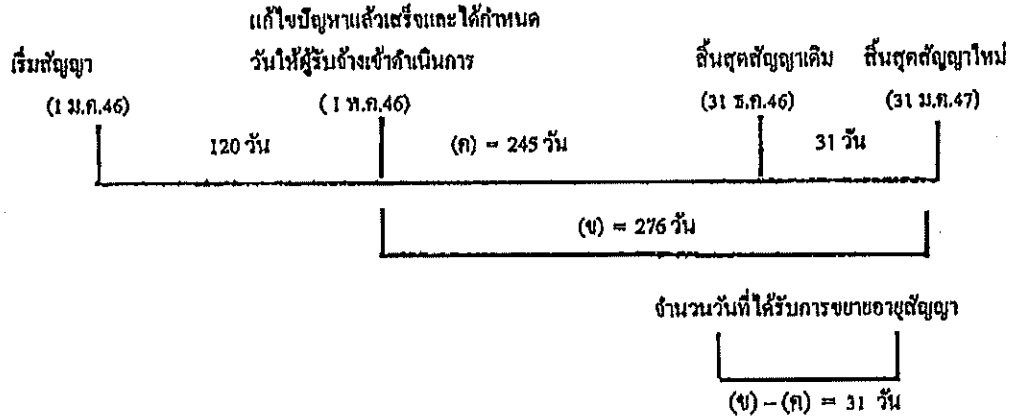 แก้ไขปัญหาแล้วเสร็จและได้กำหนด
เริ่มสัญญา วันให้ผู้รับจ้างเข้าดำเนินการ สิ้นสุดสัญญาเดิม สิ้นสุดสัญญาใหม่
(1 ม.ค.46) (1 พ.ค.46) (31 ธ.ค.46) (31 ม.ค.47)
120 วัน (ค) = 245 วัน 31 วัน
(ข) = 276 วัน
จำนวนวันที่ได้รับการขยายอายุสัญญา
(ข) – (ค) = 31 วัน